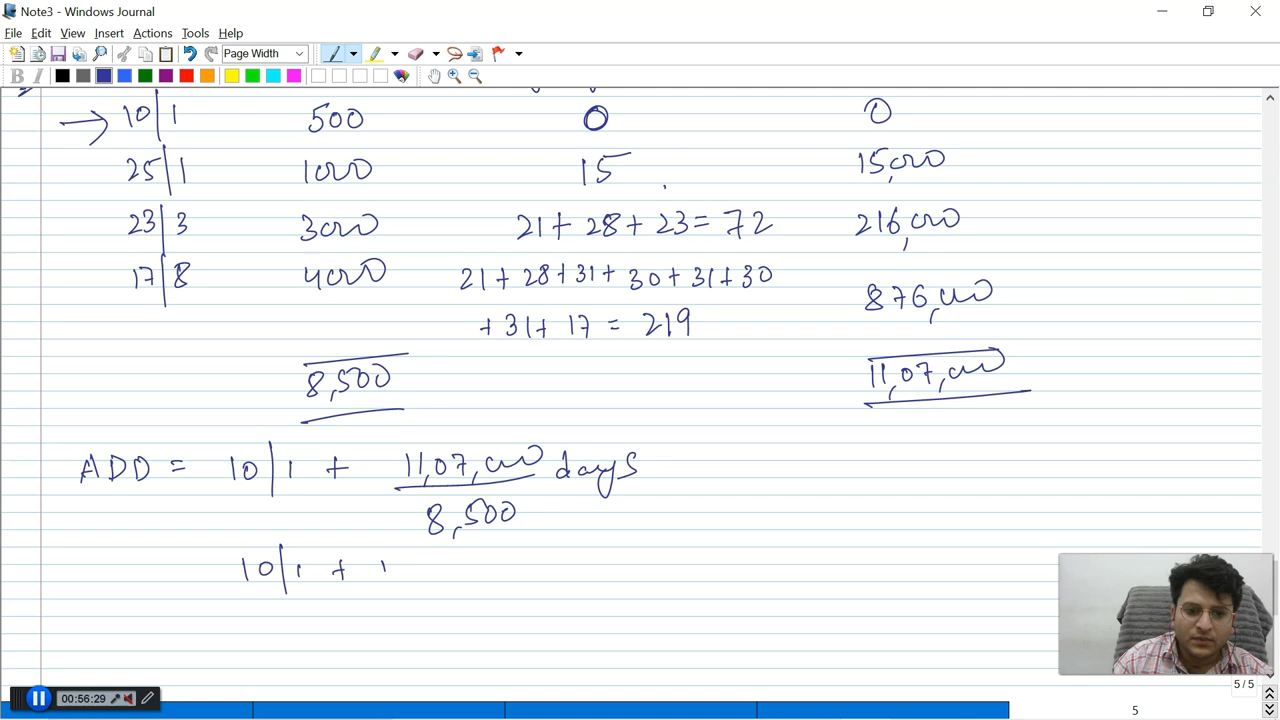 Note3 - Windows Journal
File Edit View Insert Actions Tools Help
Page Width
B I
→ 10|1 500 0 0
25|1 1000 15 15,000
23|3 3000 21 + 28 + 23 = 72 216,000
17|8 4000 21 + 28 + 31 + 30 + 31 + 30 876,000
+ 31 + 17 = 219
8,500 11,07,000
ADD = 10|1 + 11,07,000 days
8,500
10|1 + 1
00:56:29
5 / 5
5